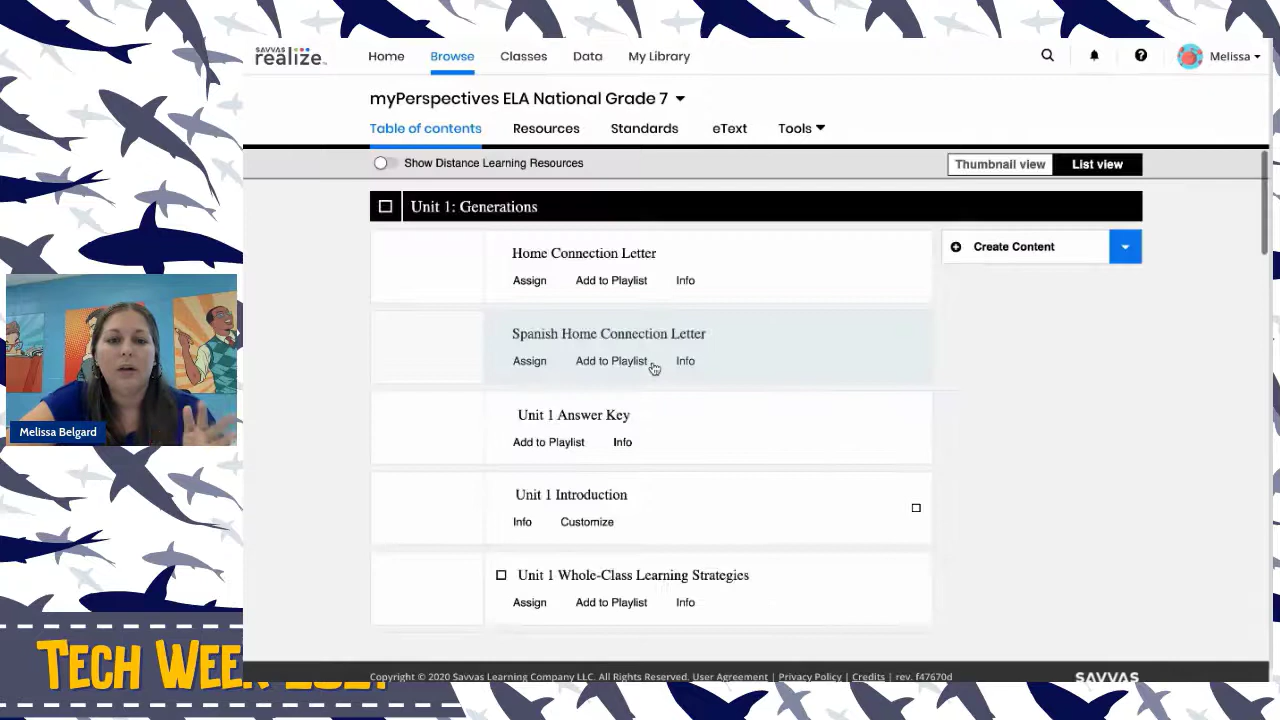 SAVVAS
realize.
Home Browse Classes Data My Library
Melissa
myPerspectives ELA National Grade 7
Table of contents Resources Standards eText Tools
Show Distance Learning Resources
Thumbnail view List view
Unit 1: Generations
Create Content
Home Connection Letter
Assign Add to Playlist Info
Spanish Home Connection Letter
Assign Add to Playlist Info
Unit 1 Answer Key
Add to Playlist Info
Unit 1 Introduction
Info Customize
Unit 1 Whole-Class Learning Strategies
Assign Add to Playlist Info
Melissa Belgard
TECH WEEK
Copyright © 2020 Savvas Learning Company LLC. All Rights Reserved. User Agreement | Privacy Policy | Credits | rev. f47670d
SAVVAS